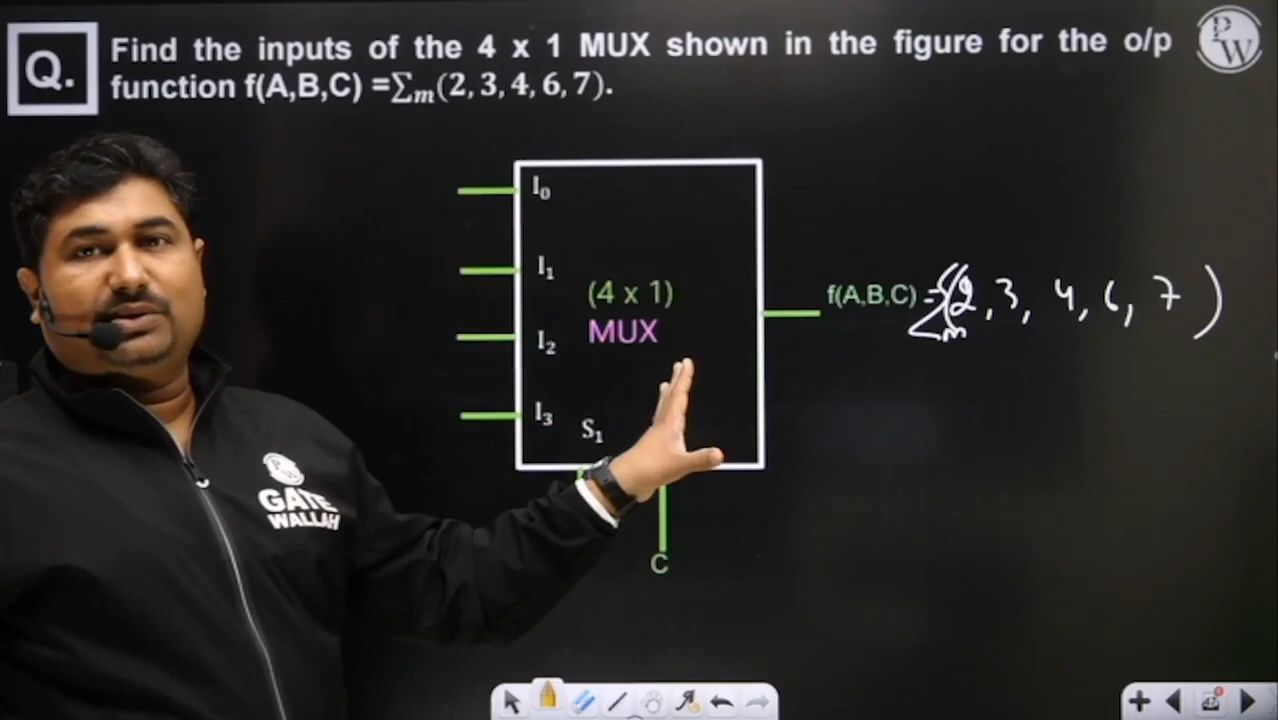 Q.
Find the inputs of the 4 x 1 MUX shown in the figure for the o/p
function f(A,B,C) =∑m(2, 3, 4, 6, 7).
P
W
I0
I1
(4 x 1)
MUX
I2
I3
S1
f(A,B,C) = ∑m(2, 3, 4, 6, 7)
C
P
W
GATE
WALLAH